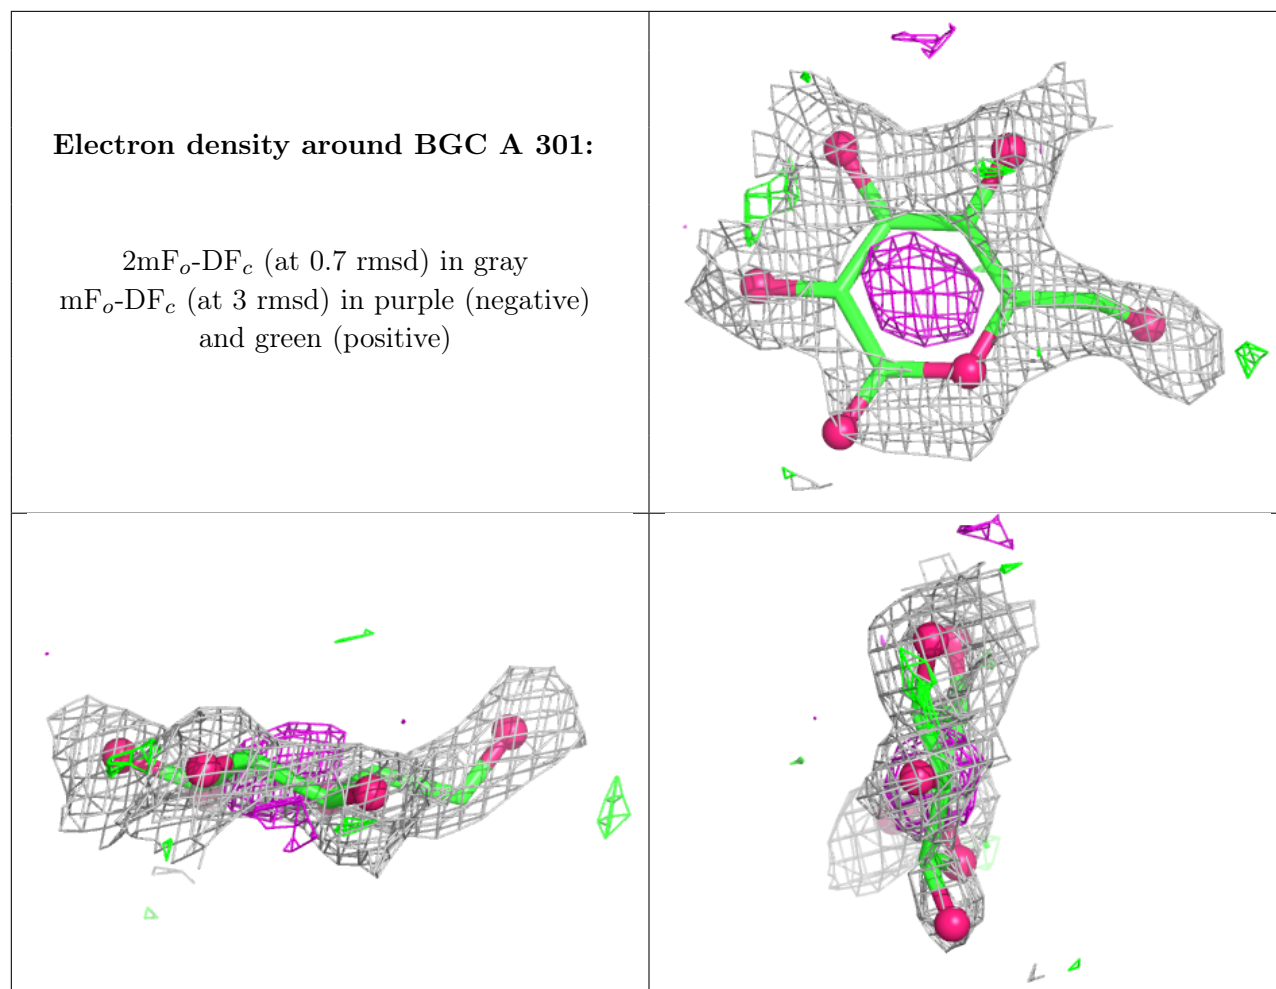 Electron density around BGC A 301:
2mFo-DFc (at 0.7 rmsd) in gray
mFo-DFc (at 3 rmsd) in purple (negative)
and green (positive)